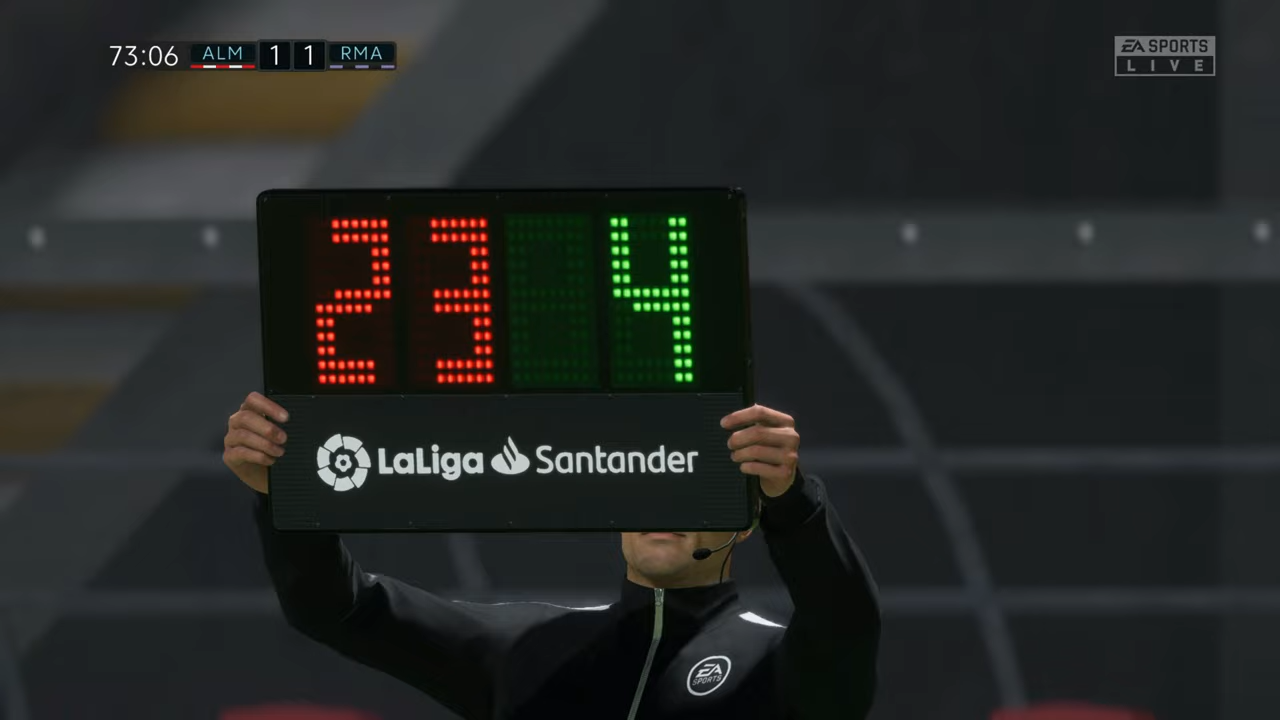 73:06 ALM 1 1 RMA
EA SPORTS
LIVE
23 4
LaLiga Santander
EA
SPORTS